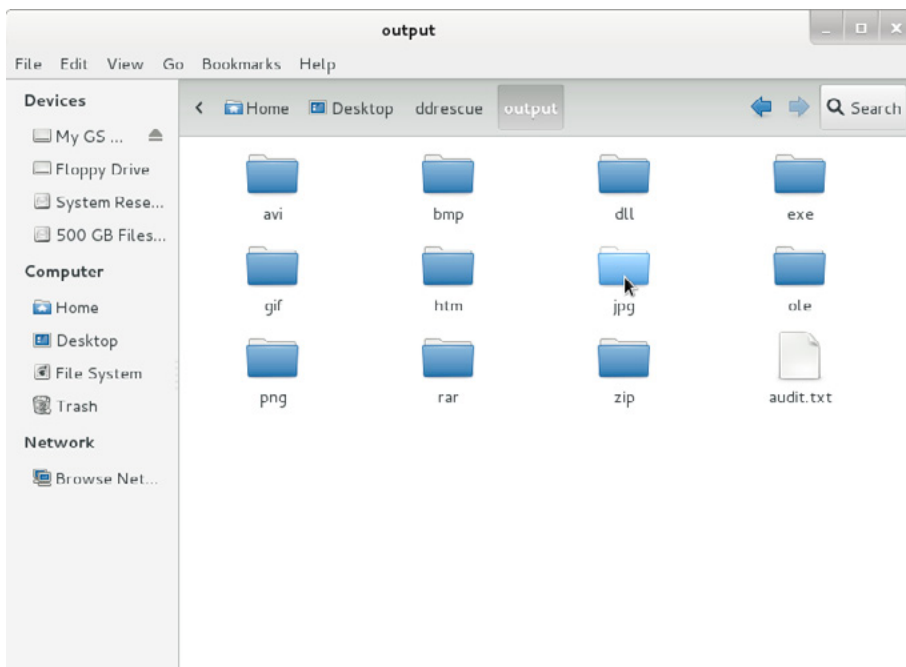 output
File Edit View Go Bookmarks Help
Devices
My GS ...
Floppy Drive
System Rese...
500 GB Files...
Computer
Home
Desktop
File System
Trash
Network
Browse Net...
Home Desktop ddrescue output Search
avi bmp dll exe
gif htm jpg ole
png rar zip audit.txt